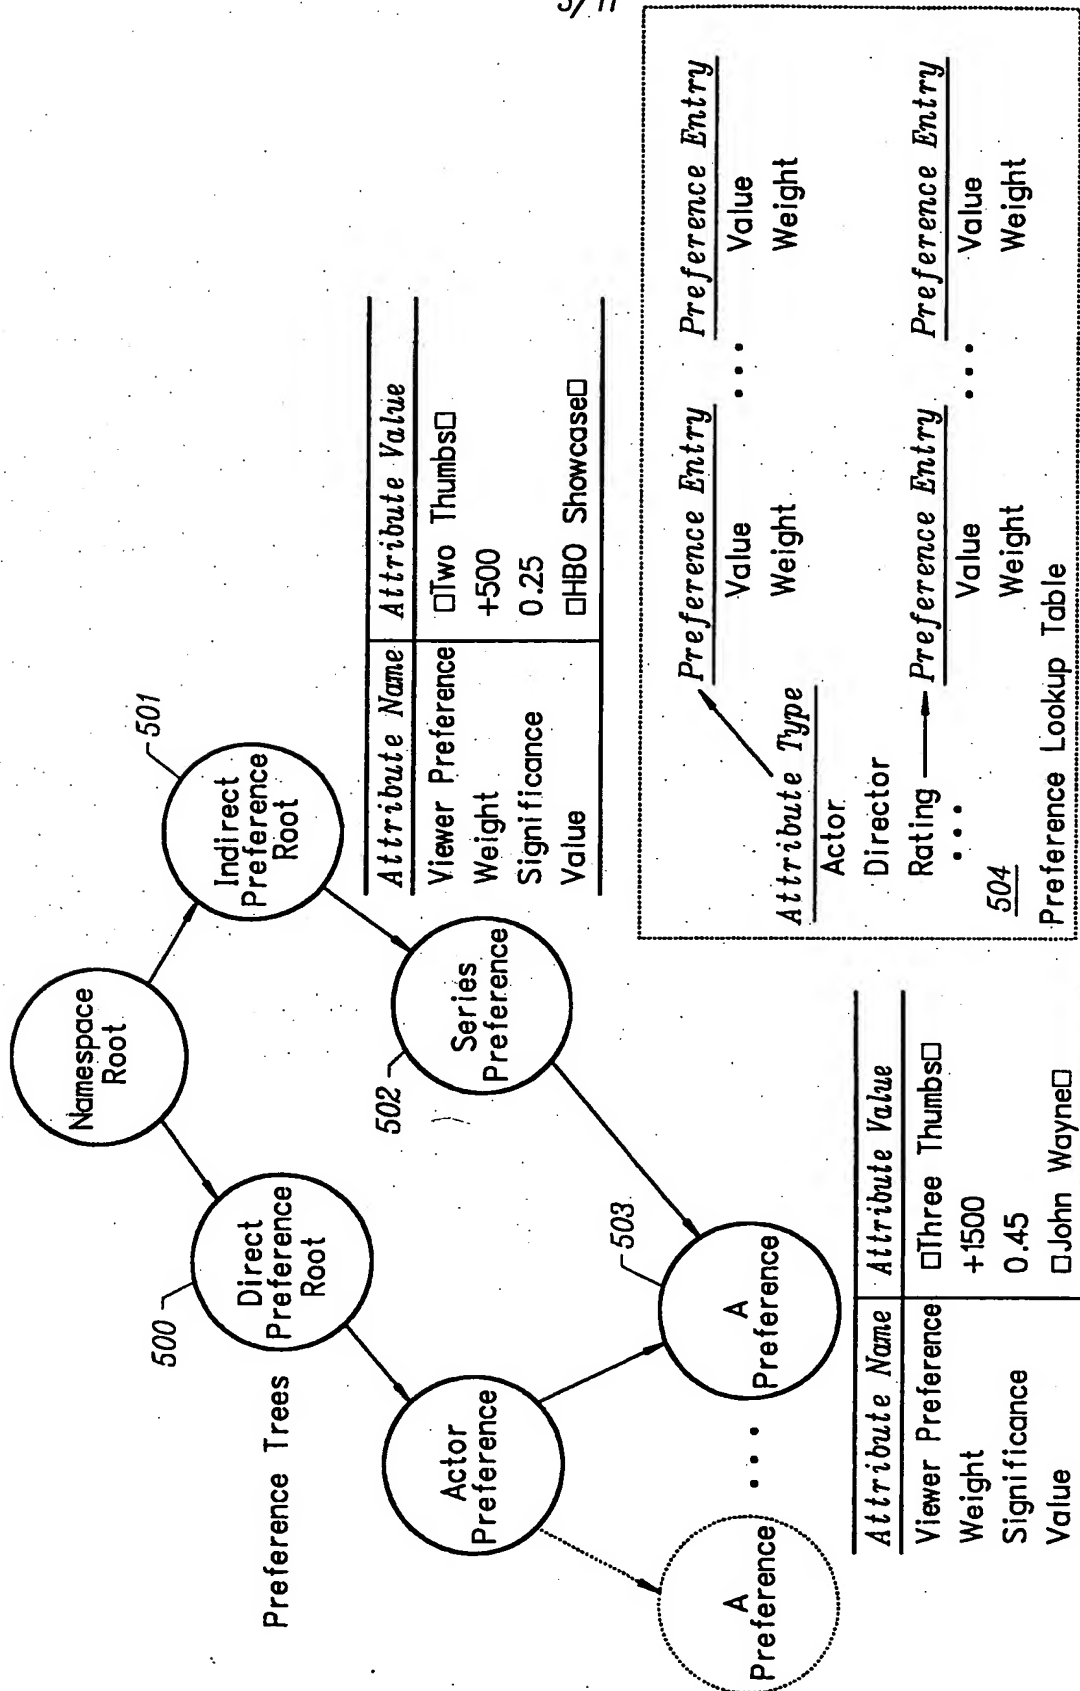 5/11
Preference Trees
Namespace
Root
500
Direct
Preference
Root
501
Indirect
Preference
Root
Actor
Preference
502
Series
Preference
503
A
Preference
• • •
A
Preference
Attribute Name Attribute Value
Viewer Preference □Two Thumbs□
Weight +500
Significance 0.25
Value □HBO Showcase□
Attribute Name Attribute Value
Viewer Preference □Three Thumbs□
Weight +1500
Significance 0.45
Value □John Wayne□
Attribute Type
Actor
Director
Rating
• • •
Preference Entry • • • Preference Entry
Value Value
Weight Weight
Preference Entry • • • Preference Entry
Value Value
Weight Weight
504
Preference Lookup Table